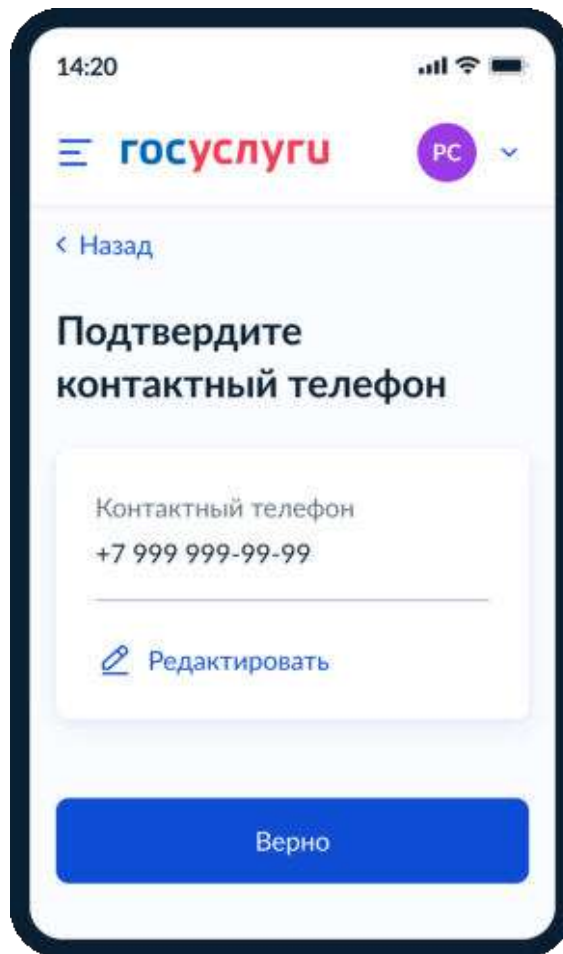 14:20
госуслуги
РС
Назад
Подтвердите
контактный телефон
Контактный телефон
+7 999 999-99-99
Редактировать
Верно